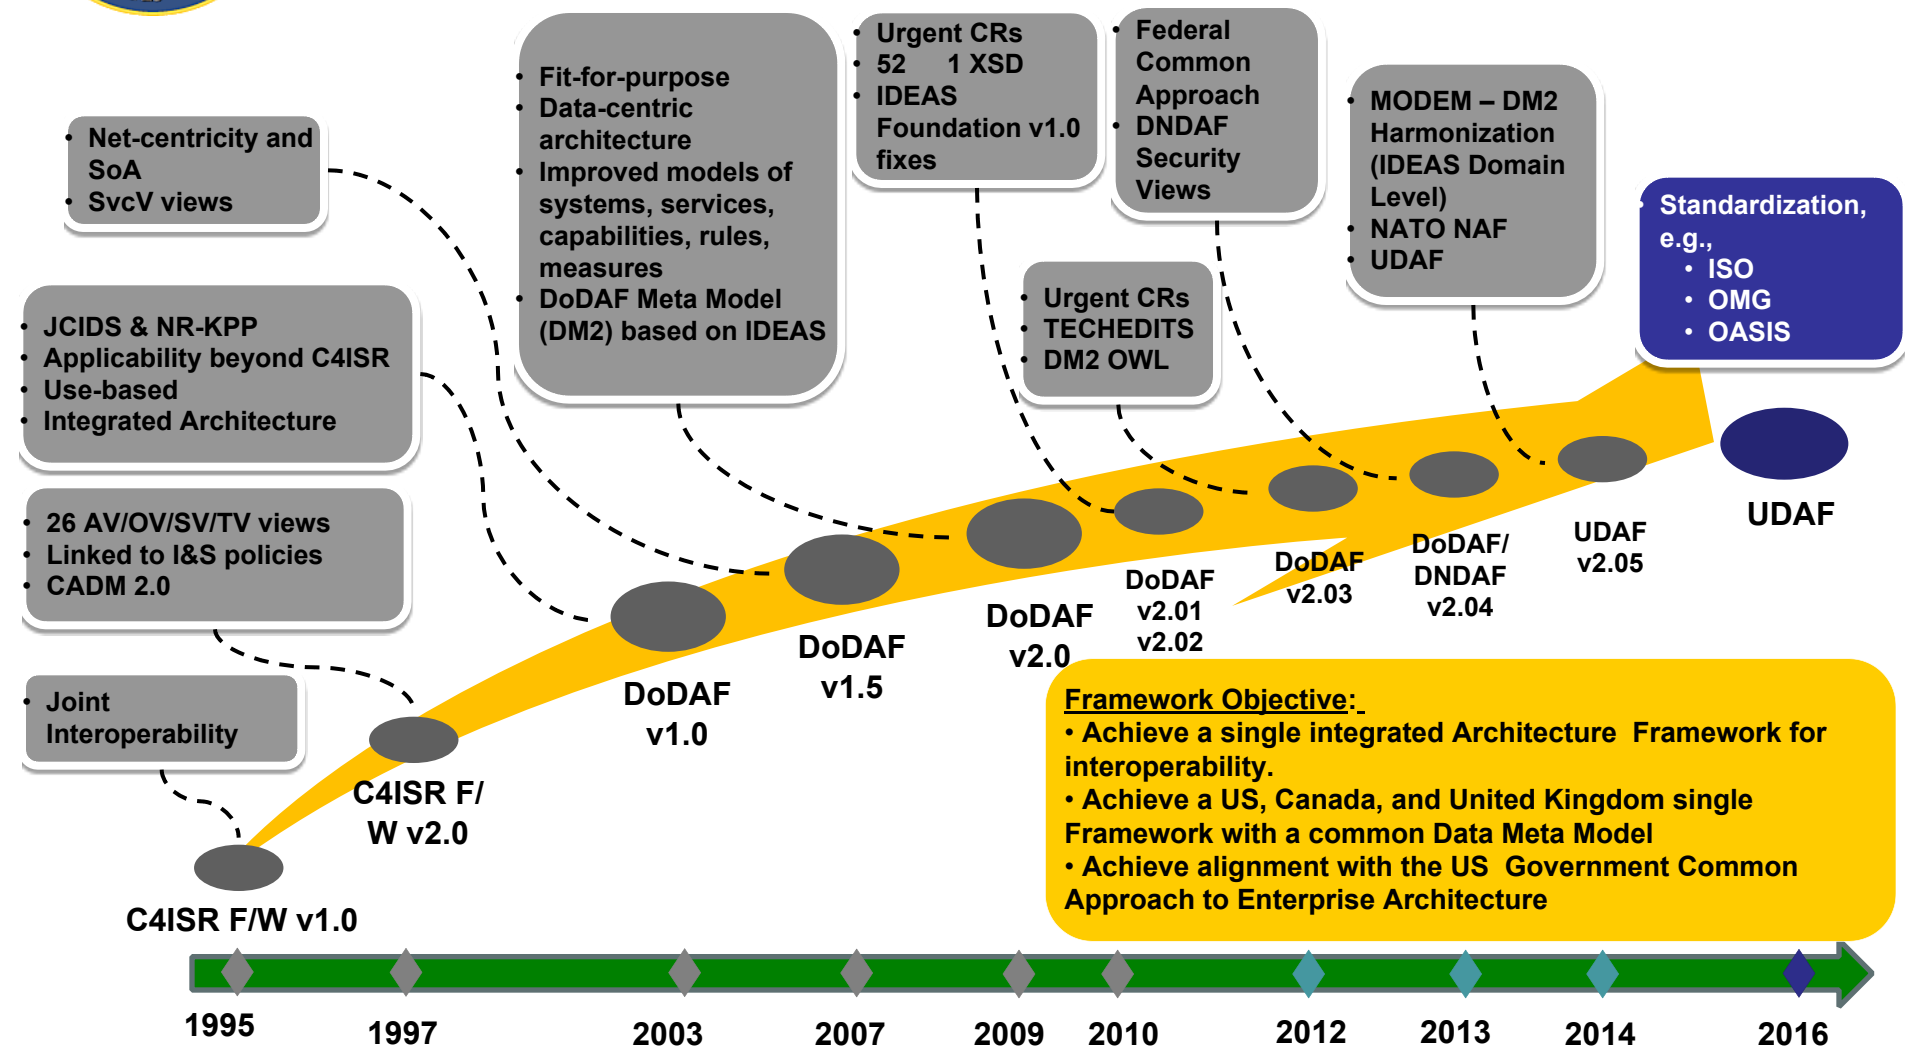 • Net-centricity and
SoA
• SvcV views
• JCIDS & NR-KPP
• Applicability beyond C4ISR
• Use-based
• Integrated Architecture
• 26 AV/OV/SV/TV views
• Linked to I&S policies
• CADM 2.0
• Joint
Interoperability
• Fit-for-purpose
• Data-centric
architecture
• Improved models of
systems, services,
capabilities, rules,
measures
• DoDAF Meta Model
(DM2) based on IDEAS
• Urgent CRs
• 52 1 XSD
• IDEAS
Foundation v1.0
fixes
• Urgent CRs
• TECHEDITS
• DM2 OWL
• Federal
Common
Approach
• DNDAF
Security
Views
• MODEM – DM2
Harmonization
(IDEAS Domain
Level)
• NATO NAF
• UDAF
• Standardization,
e.g.,
• ISO
• OMG
• OASIS
C4ISR F/W v1.0
C4ISR F/
W v2.0
DoDAF
v1.0
DoDAF
v1.5
DoDAF
v2.0
DoDAF
v2.01
v2.02
DoDAF
v2.03
DoDAF/
DNDAF
v2.04
UDAF
v2.05
UDAF
Framework Objective:
• Achieve a single integrated Architecture Framework for
interoperability.
• Achieve a US, Canada, and United Kingdom single
Framework with a common Data Meta Model
• Achieve alignment with the US Government Common
Approach to Enterprise Architecture
1995
1997
2003
2007
2009
2010
2012
2013
2014
2016